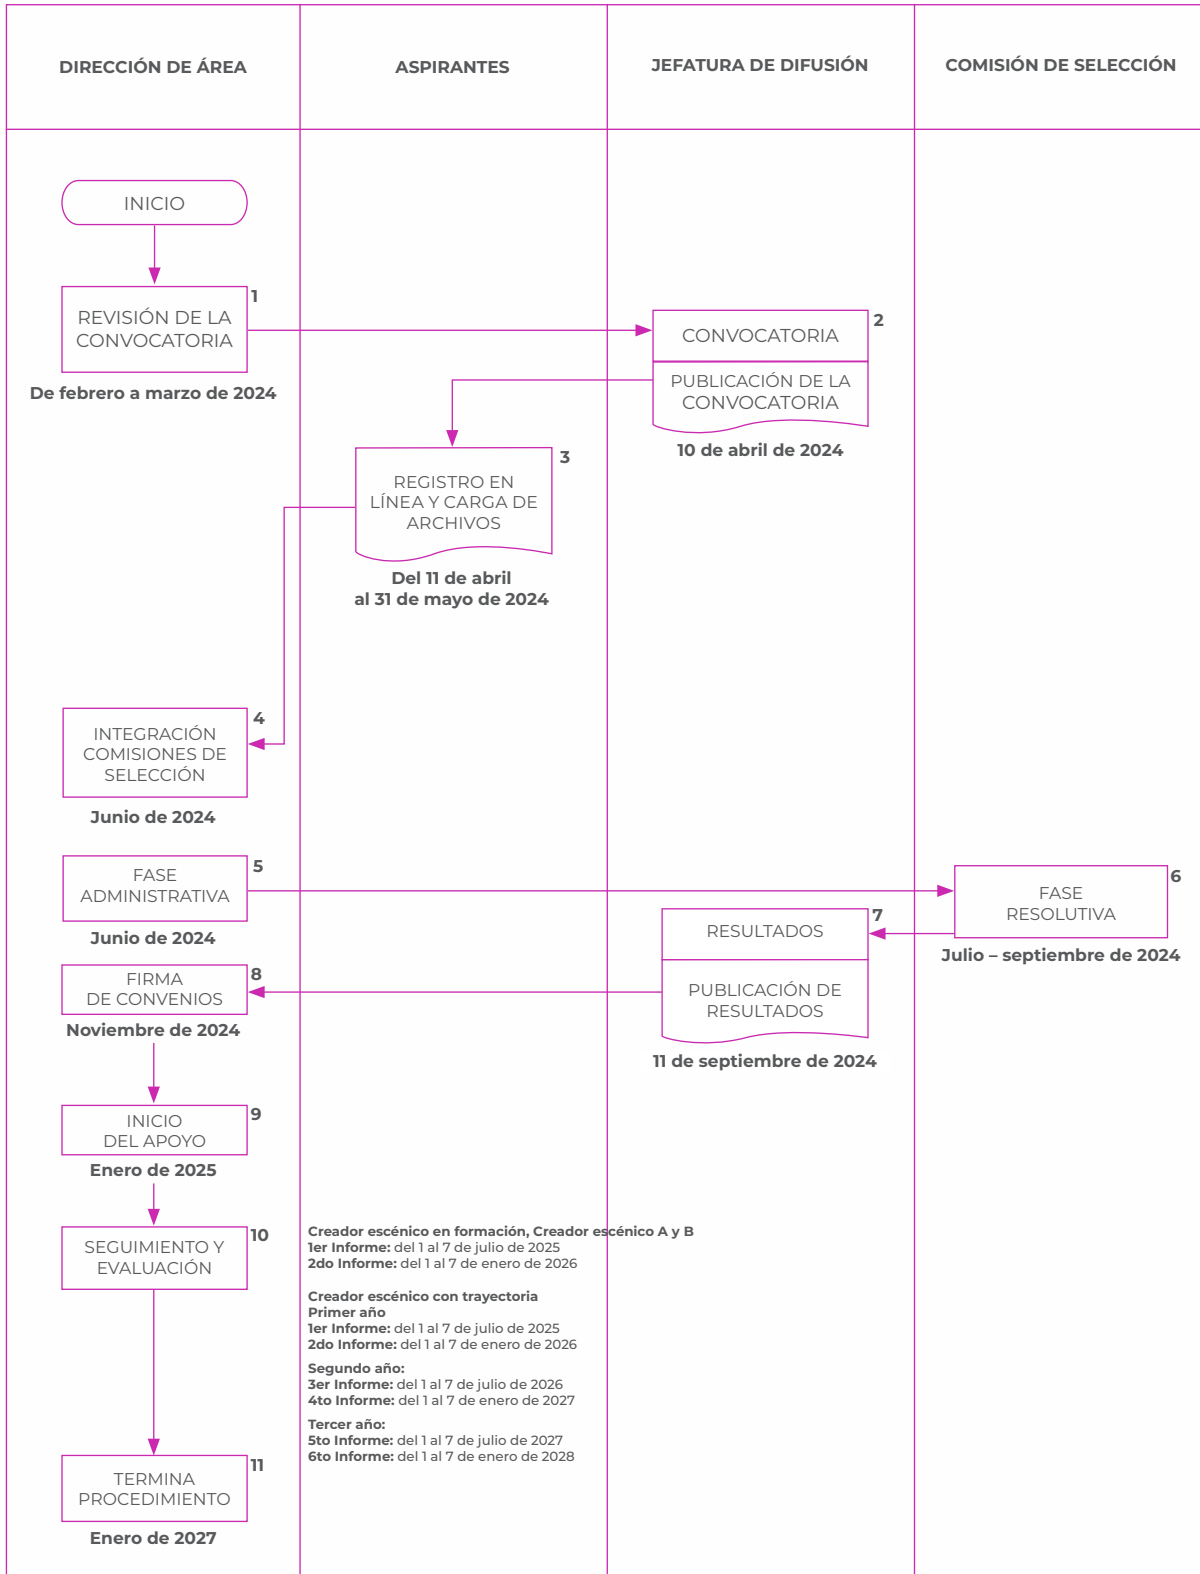 DIRECCIÓN DE ÁREA
ASPIRANTES
JEFATURA DE DIFUSIÓN
COMISIÓN DE SELECCIÓN
INICIO
1
REVISIÓN DE LA
CONVOCATORIA
De febrero a marzo de 2024
2
CONVOCATORIA
PUBLICACIÓN DE LA
CONVOCATORIA
10 de abril de 2024
3
REGISTRO EN
LÍNEA Y CARGA DE
ARCHIVOS
Del 11 de abril
al 31 de mayo de 2024
4
INTEGRACIÓN
COMISIONES DE
SELECCIÓN
Junio de 2024
5
FASE
ADMINISTRATIVA
Junio de 2024
6
FASE
RESOLUTIVA
Julio – septiembre de 2024
7
RESULTADOS
PUBLICACIÓN DE
RESULTADOS
11 de septiembre de 2024
8
FIRMA
DE CONVENIOS
Noviembre de 2024
9
INICIO
DEL APOYO
Enero de 2025
10
SEGUIMIENTO Y
EVALUACIÓN
Creador escénico en formación, Creador escénico A y B
1er Informe: del 1 al 7 de julio de 2025
2do Informe: del 1 al 7 de enero de 2026
Creador escénico con trayectoria
Primer año
1er Informe: del 1 al 7 de julio de 2025
2do Informe: del 1 al 7 de enero de 2026
Segundo año:
3er Informe: del 1 al 7 de julio de 2026
4to Informe: del 1 al 7 de enero de 2027
Tercer año:
5to Informe: del 1 al 7 de julio de 2027
6to Informe: del 1 al 7 de enero de 2028
11
TERMINA
PROCEDIMIENTO
Enero de 2027